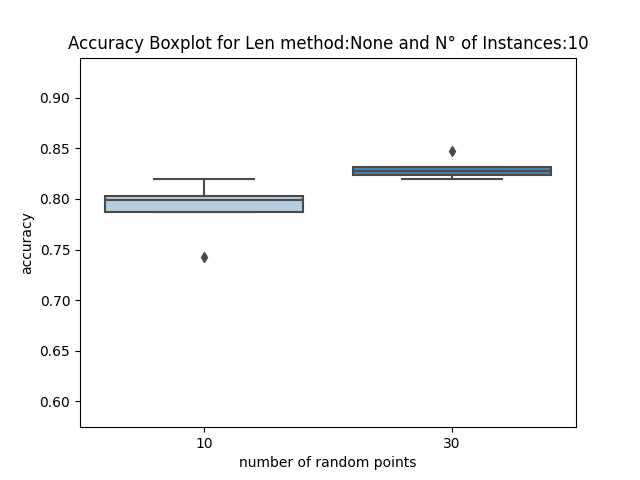 Accuracy Boxplot for Len method:None and N° of Instances:10
accuracy
0.90
0.85
0.80
0.75
0.70
0.65
0.60
10 30
number of random points